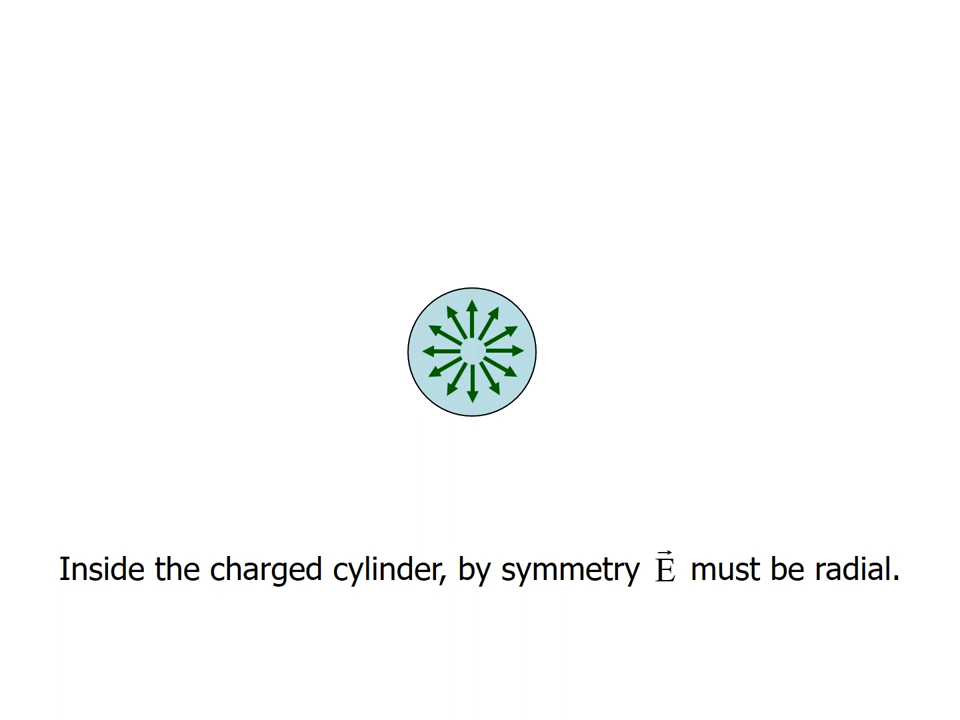 Inside the charged cylinder, by symmetry E⃗ must be radial.